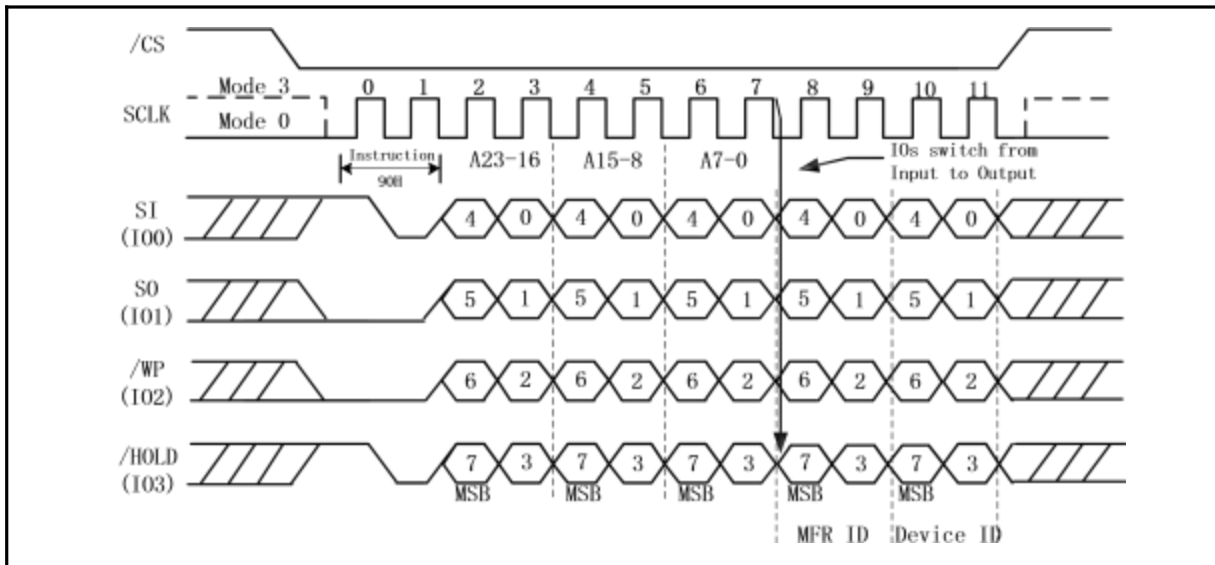 /CS
Mode 3
0 1 2 3 4 5 6 7 8 9 10 11
SCLK
Mode 0
Instruction
90H
A23-16
A15-8
A7-0
IOs switch from
Input to Output
SI
(IO0)
4 0 4 0 4 0 4 0 4 0
SO
(IO1)
5 1 5 1 5 1 5 1 5 1
/WP
(IO2)
6 2 6 2 6 2 6 2 6 2
/HOLD
(IO3)
7 3 7 3 7 3 7 3 7 3
MSB MSB MSB MSB MSB
MFR ID
Device ID